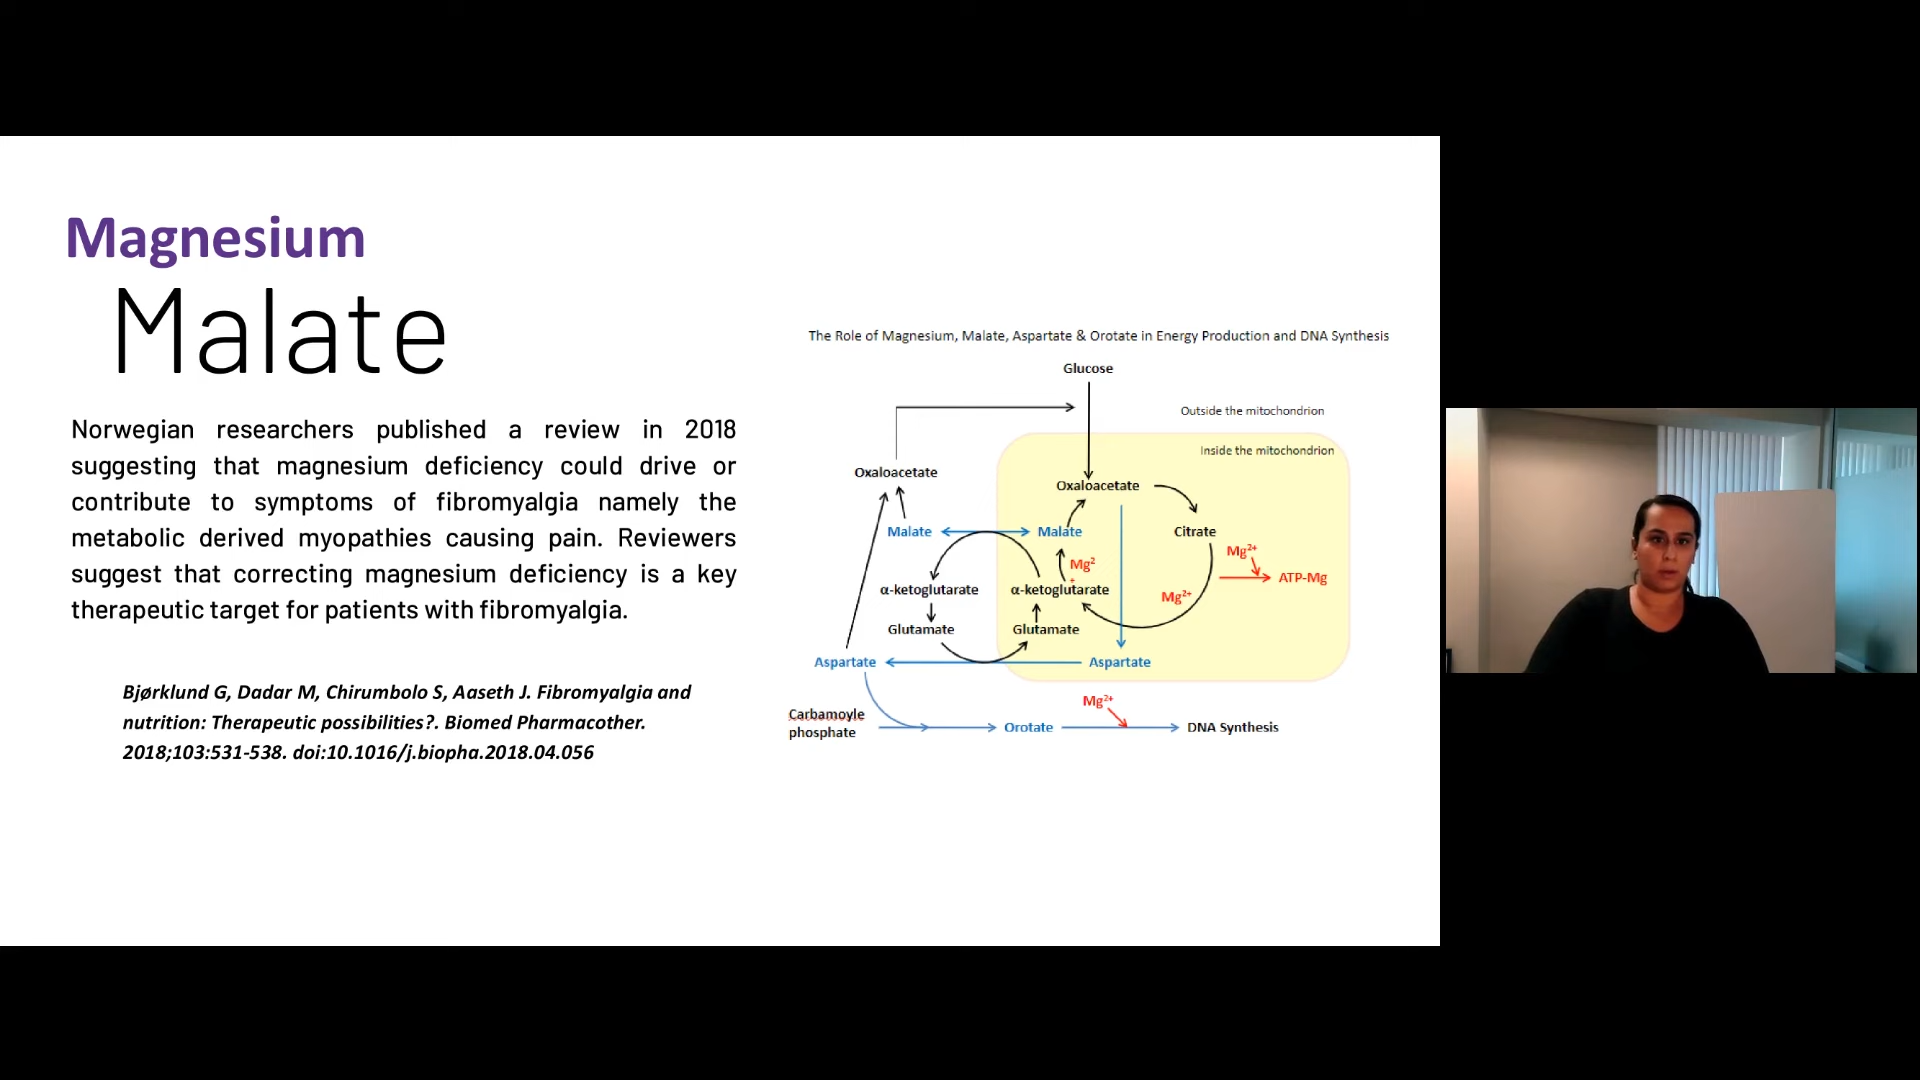 Magnesium
Malate
Norwegian researchers published a review in 2018
suggesting that magnesium deficiency could drive or
contribute to symptoms of fibromyalgia namely the
metabolic derived myopathies causing pain. Reviewers
suggest that correcting magnesium deficiency is a key
therapeutic target for patients with fibromyalgia.
Bjørklund G, Dadar M, Chirumbolo S, Aaseth J. Fibromyalgia and
nutrition: Therapeutic possibilities?. Biomed Pharmacother.
2018;103:531-538. doi:10.1016/j.biopha.2018.04.056
The Role of Magnesium, Malate, Aspartate & Orotate in Energy Production and DNA Synthesis
Glucose
Outside the mitochondrion
Inside the mitochondrion
Oxaloacetate
Oxaloacetate
Malate
Malate
Citrate
Mg²⁺
Mg2
+
ATP-Mg
α-ketoglutarate
α-ketoglutarate
Mg²⁺
Glutamate
Glutamate
Aspartate
Aspartate
Mg²⁺
Carbamoyle
phosphate
Orotate
DNA Synthesis